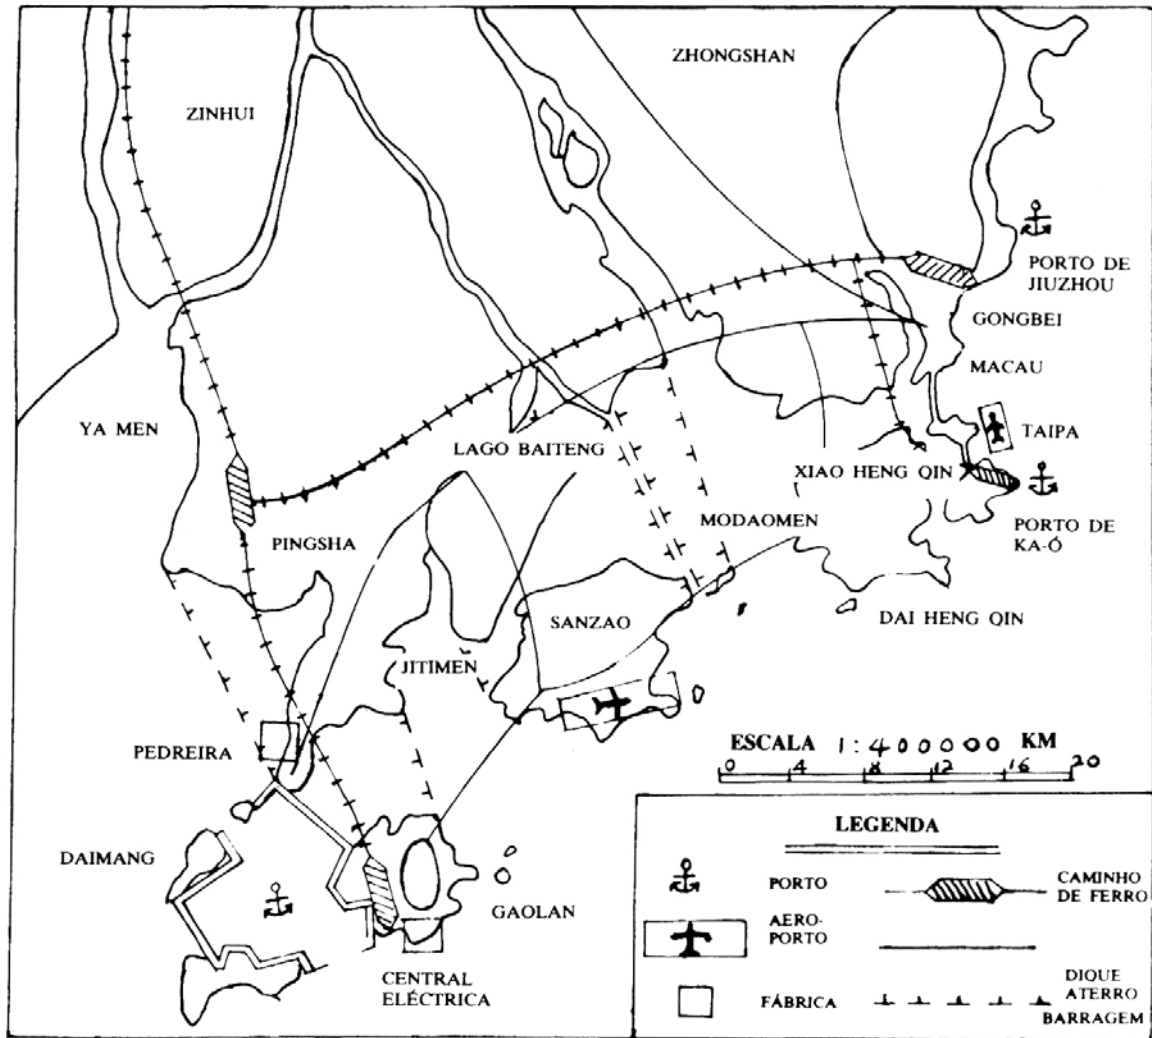 ZHONGSHAN
ZINHUI
PORTO DE
JIUZHOU
GONGBEI
MACAU
YA MEN
TAIPA
LAGO BAITENG
XIAO HENG QIN
MODAOMEN
PORTO DE
KA-Ó
PINGSHA
DAI HENG QIN
SANZAO
JITIMEN
PEDREIRA
ESCALA 1:400000 KM
0 4 8 12 16 20
DAIMANG
GAOLAN
CENTRAL
ELÉCTRICA
LEGENDA
PORTO
CAMINHO
DE FERRO
AERO-
PORTO
FÁBRICA
DIQUE
ATERRO
BARRAGEM